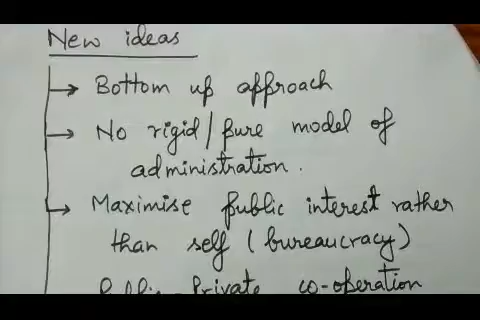 New ideas
→ Bottom up approach
→ No rigid/pure model of
administration.
→ Maximise public interest rather
than self (bureaucracy)
Public Private co-operation